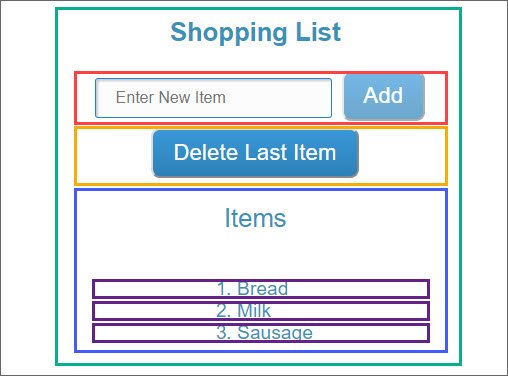 Shopping List
Enter New Item Add
Delete Last Item
Items
1. Bread
2. Milk
3. Sausage